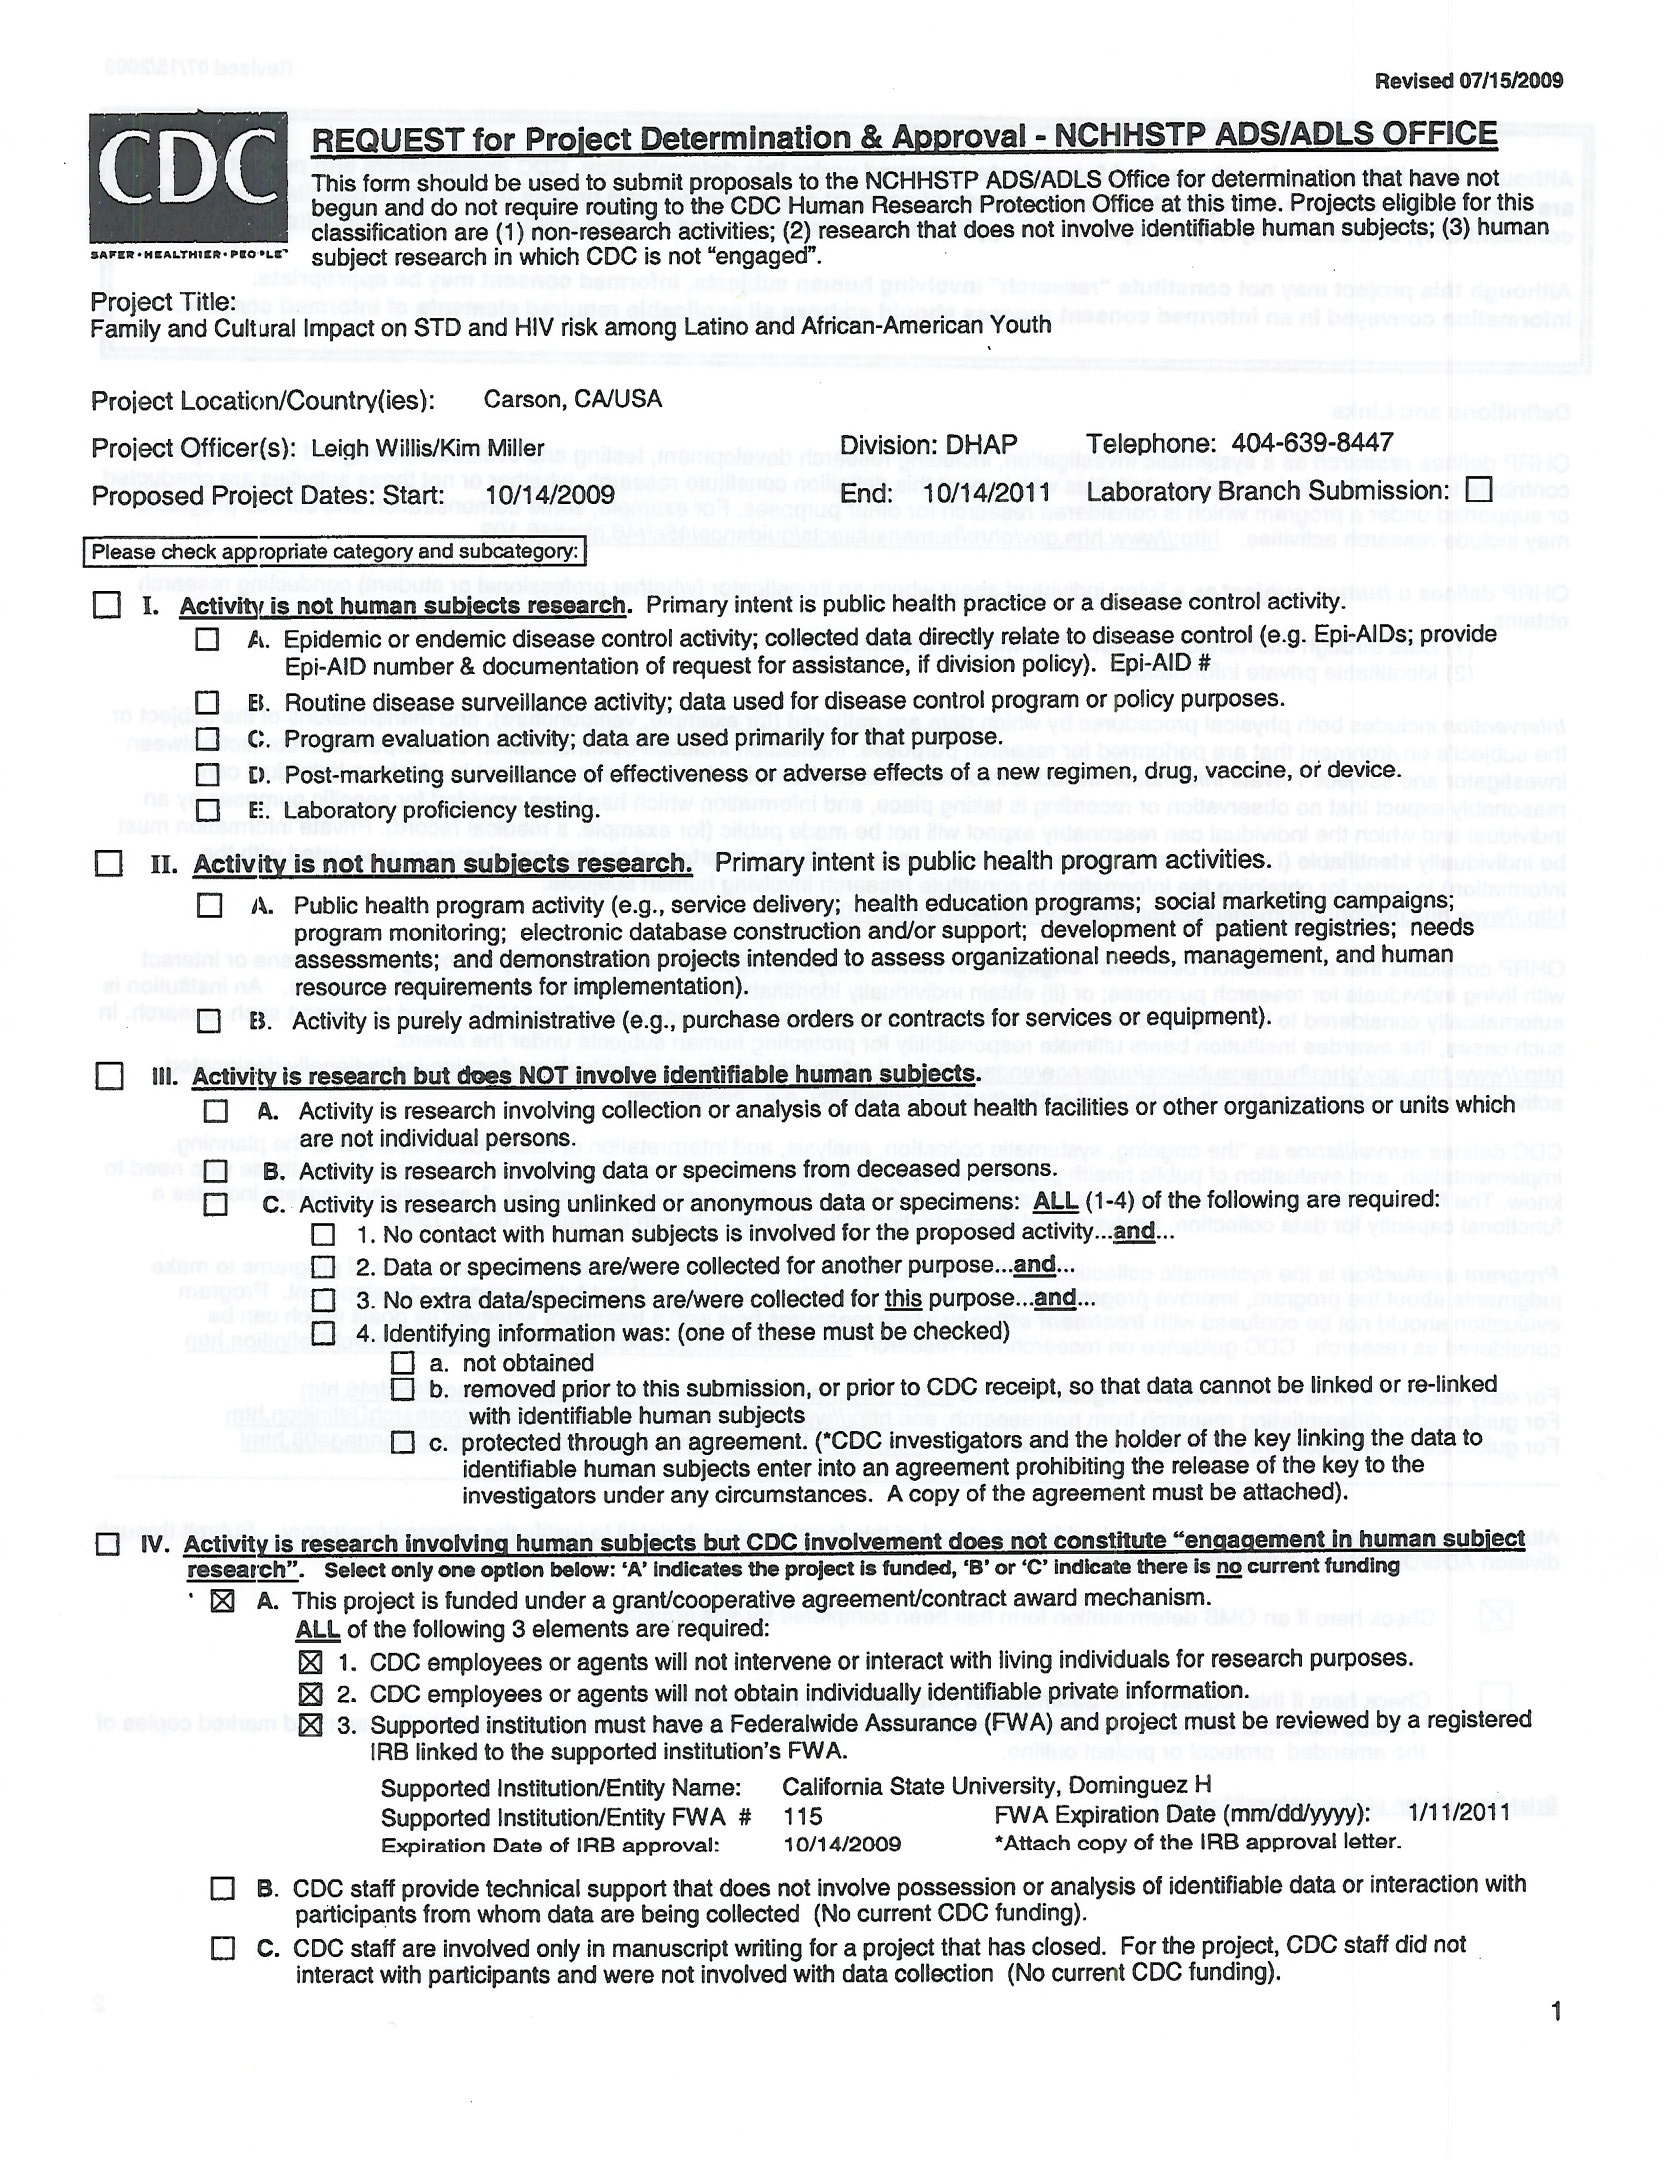 Revised 07/15/2009
CDC
SAFER • HEALTHIER • PEOPLE™
REQUEST for Project Determination & Approval - NCHHSTP ADS/ADLS OFFICE
This form should be used to submit proposals to the NCHHSTP ADS/ADLS Office for determination that have not
begun and do not require routing to the CDC Human Research Protection Office at this time. Projects eligible for this
classification are (1) non-research activities; (2) research that does not involve identifiable human subjects; (3) human
subject research in which CDC is not “engaged”.
Project Title:
Family and Cultural Impact on STD and HIV risk among Latino and African-American Youth
Project Location/Country(ies): Carson, CA/USA
Project Officer(s): Leigh Willis/Kim Miller Division: DHAP Telephone: 404-639-8447
Proposed Project Dates: Start: 10/14/2009 End: 10/14/2011 Laboratory Branch Submission: ☐
Please check appropriate category and subcategory:
☐ I. Activity is not human subjects research. Primary intent is public health practice or a disease control activity.
☐ A. Epidemic or endemic disease control activity; collected data directly relate to disease control (e.g. Epi-AIDs; provide
Epi-AID number & documentation of request for assistance, if division policy). Epi-AID #
☐ B. Routine disease surveillance activity; data used for disease control program or policy purposes.
☐ C. Program evaluation activity; data are used primarily for that purpose.
☐ D. Post-marketing surveillance of effectiveness or adverse effects of a new regimen, drug, vaccine, or device.
☐ E. Laboratory proficiency testing.
☐ II. Activity is not human subjects research. Primary intent is public health program activities.
☐ A. Public health program activity (e.g., service delivery; health education programs; social marketing campaigns;
program monitoring; electronic database construction and/or support; development of patient registries; needs
assessments; and demonstration projects intended to assess organizational needs, management, and human
resource requirements for implementation).
☐ B. Activity is purely administrative (e.g., purchase orders or contracts for services or equipment).
☐ III. Activity is research but does NOT involve identifiable human subjects.
☐ A. Activity is research involving collection or analysis of data about health facilities or other organizations or units which
are not individual persons.
☐ B. Activity is research involving data or specimens from deceased persons.
☐ C. Activity is research using unlinked or anonymous data or specimens: ALL (1-4) of the following are required:
☐ 1. No contact with human subjects is involved for the proposed activity...and...
☐ 2. Data or specimens are/were collected for another purpose...and...
☐ 3. No extra data/specimens are/were collected for this purpose...and...
☐ 4. Identifying information was: (one of these must be checked)
☐ a. not obtained
☐ b. removed prior to this submission, or prior to CDC receipt, so that data cannot be linked or re-linked
with identifiable human subjects
☐ c. protected through an agreement. (*CDC investigators and the holder of the key linking the data to
identifiable human subjects enter into an agreement prohibiting the release of the key to the
investigators under any circumstances. A copy of the agreement must be attached).
☐ IV. Activity is research involving human subjects but CDC involvement does not constitute “engagement in human subject
research”. Select only one option below: ‘A’ indicates the project is funded, ‘B’ or ‘C’ indicate there is no current funding
☒ A. This project is funded under a grant/cooperative agreement/contract award mechanism.
ALL of the following 3 elements are required:
☒ 1. CDC employees or agents will not intervene or interact with living individuals for research purposes.
☒ 2. CDC employees or agents will not obtain individually identifiable private information.
☒ 3. Supported institution must have a Federalwide Assurance (FWA) and project must be reviewed by a registered
IRB linked to the supported institution’s FWA.
Supported Institution/Entity Name: California State University, Dominguez H
Supported Institution/Entity FWA # 115 FWA Expiration Date (mm/dd/yyyy): 1/11/2011
Expiration Date of IRB approval: 10/14/2009 *Attach copy of the IRB approval letter.
☐ B. CDC staff provide technical support that does not involve possession or analysis of identifiable data or interaction with
participants from whom data are being collected (No current CDC funding).
☐ C. CDC staff are involved only in manuscript writing for a project that has closed. For the project, CDC staff did not
interact with participants and were not involved with data collection (No current CDC funding).
1